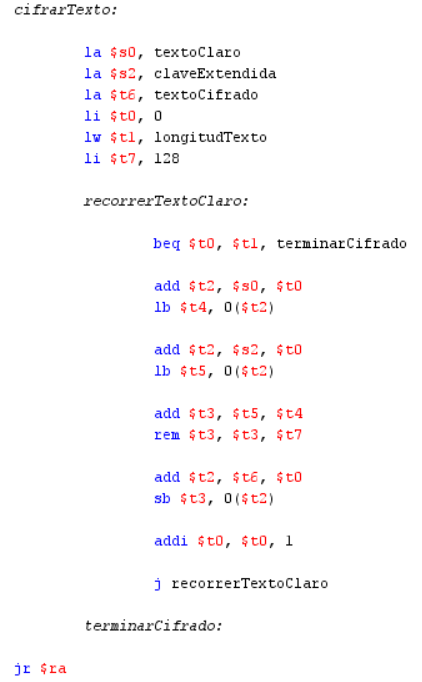 cifrarTexto:
la $s0, textoClaro
la $s2, claveExtendida
la $t6, textoCifrado
li $t0, 0
lw $t1, longitudTexto
li $t7, 128
recorrerTextoClaro:
beq $t0, $t1, terminarCifrado
add $t2, $s0, $t0
lb $t4, 0($t2)
add $t2, $s2, $t0
lb $t5, 0($t2)
add $t3, $t5, $t4
rem $t3, $t3, $t7
add $t2, $t6, $t0
sb $t3, 0($t2)
addi $t0, $t0, 1
j recorrerTextoClaro
terminarCifrado:
jr $ra